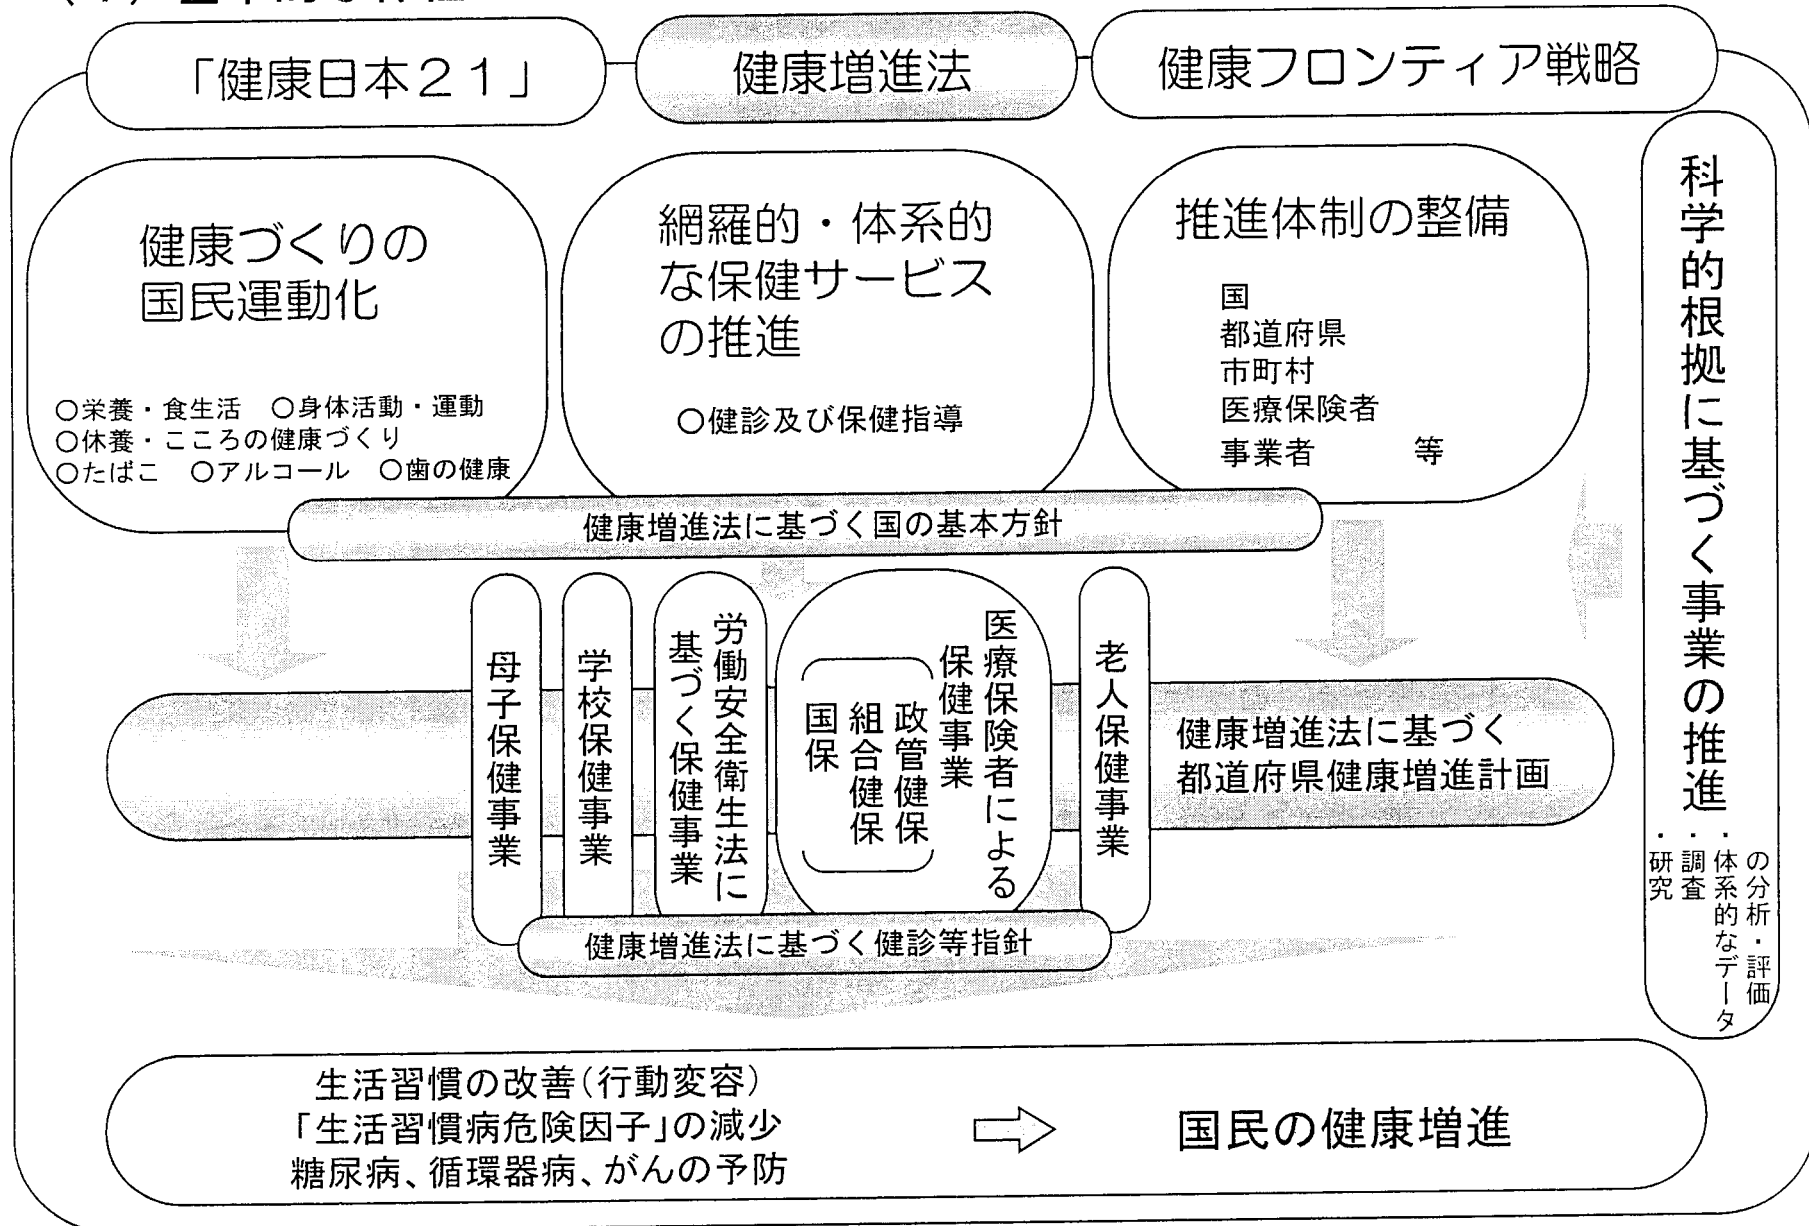 「健康日本２１」
健康増進法
健康フロンティア戦略
健康づくりの
国民運動化
○栄養・食生活　○身体活動・運動
○休養・こころの健康づくり
○たばこ　○アルコール　○歯の健康
網羅的・体系的
な保健サービス
の推進
○健診及び保健指導
推進体制の整備
国
都道府県
市町村
医療保険者
事業者　　　等
科学的根拠に基づく事業の推進
・体系的なデータ
の分析・評価
・調査
・研究
健康増進法に基づく国の基本方針
母子保健事業
学校保健事業
労働安全衛生法に
基づく保健事業
医療保険者による
保健事業
政管健保
組合健保
国保
老人保健事業
健康増進法に基づく
都道府県健康増進計画
健康増進法に基づく健診等指針
生活習慣の改善（行動変容）
「生活習慣病危険因子」の減少
糖尿病、循環器病、がんの予防
国民の健康増進